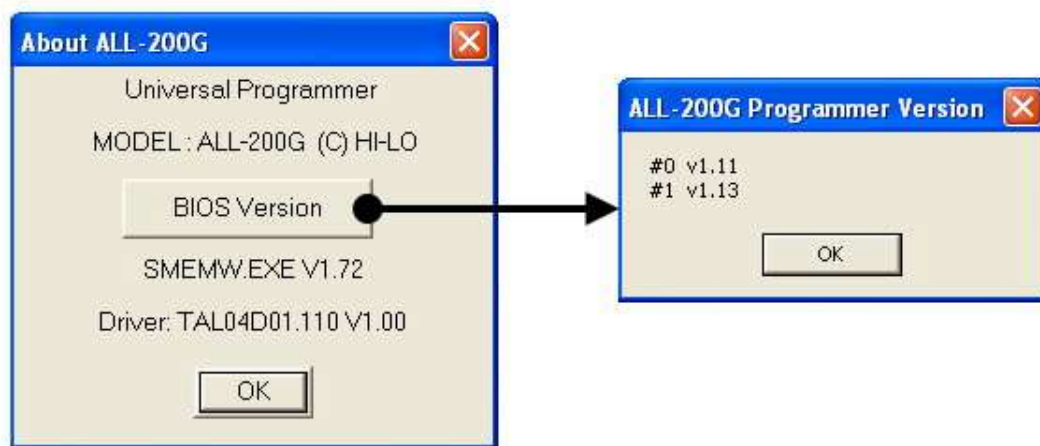 About ALL-200G
Universal Programmer
MODEL : ALL-200G (C) HI-LO
BIOS Version
SMEMW.EXE V1.72
Driver: TAL04D01.110 V1.00
OK
ALL-200G Programmer Version
#0 v1.11
#1 v1.13
OK